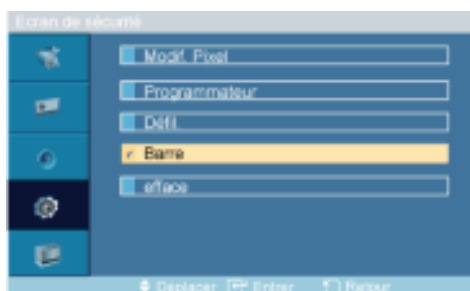 Ecran de sécurité
Modif. Pixel
Programmateur
Défil.
Barre
efface
Déplacer Entrer Retour